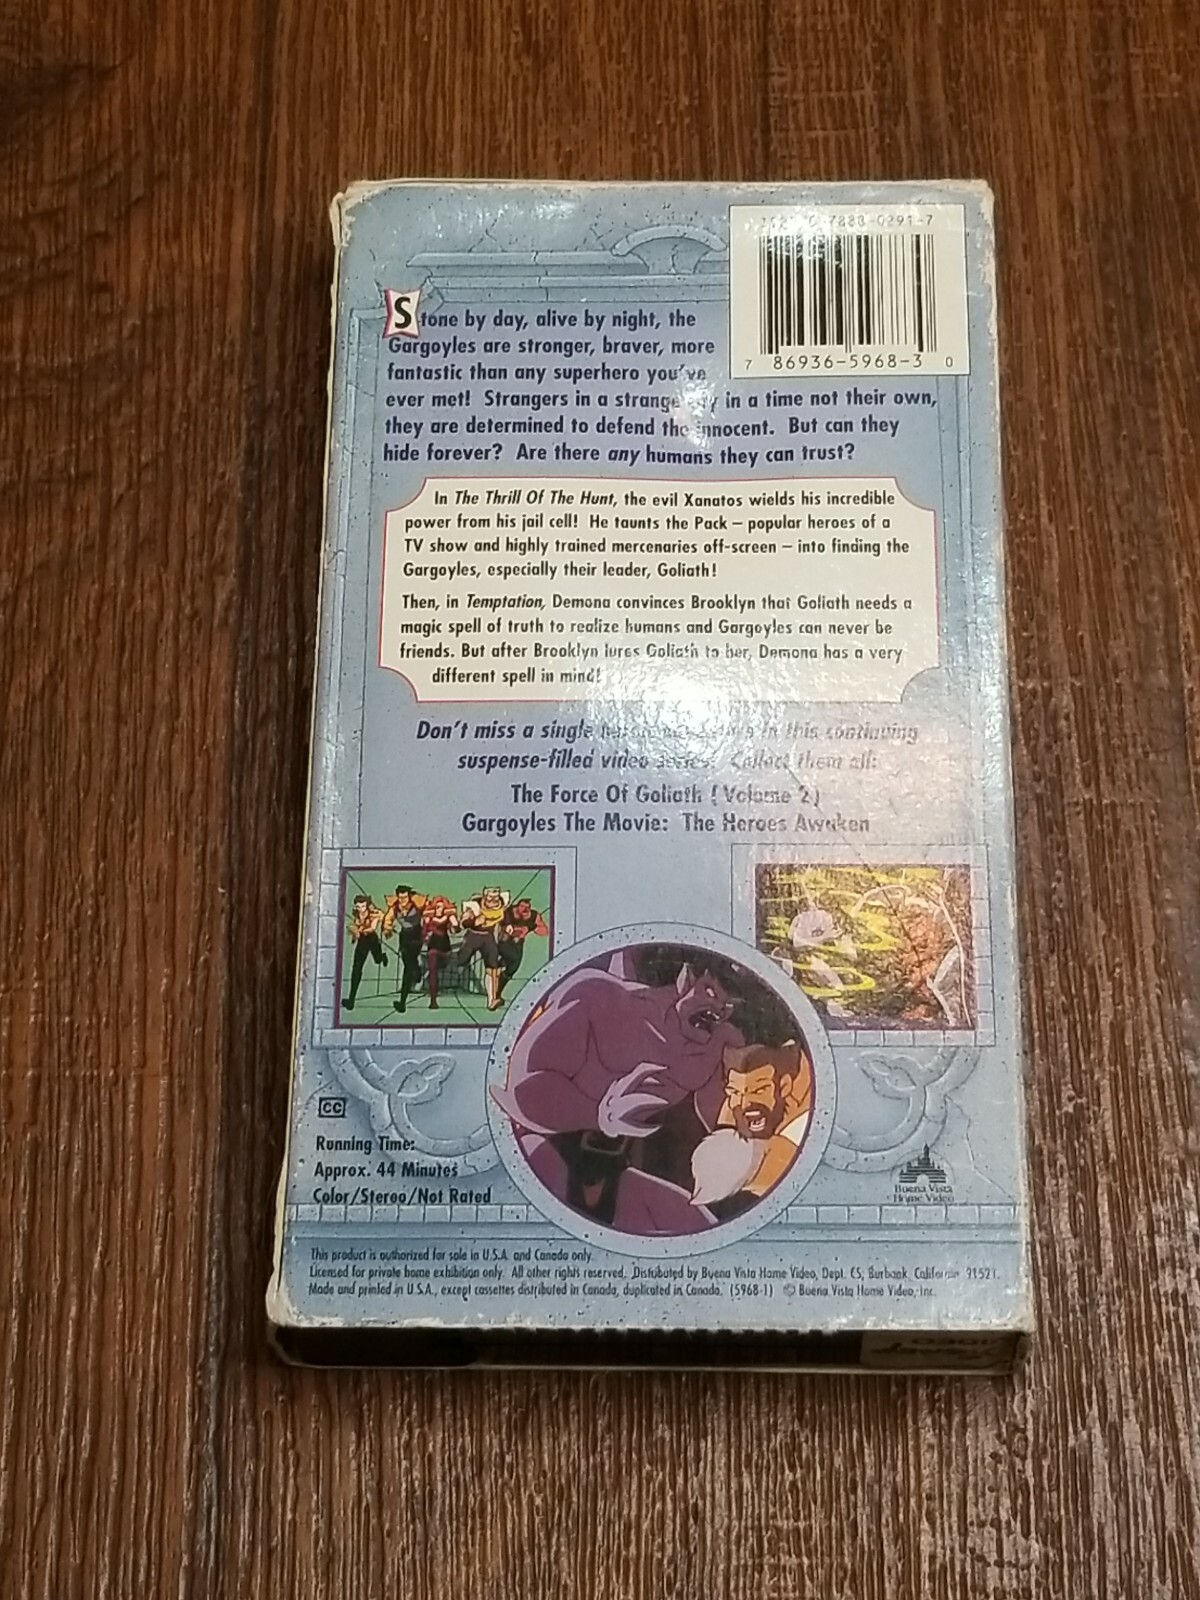 7888-0291-7
7 86936-5968-3 0
Stone by day, alive by night, the
Gargoyles are stronger, braver, more
fantastic than any superhero you've
ever met! Strangers in a strange city in a time not their own,
they are determined to defend the innocent. But can they
hide forever? Are there any humans they can trust?
In The Thrill Of The Hunt, the evil Xanatos wields his incredible
power from his jail cell! He taunts the Pack – popular heroes of a
TV show and highly trained mercenaries off-screen – into finding the
Gargoyles, especially their leader, Goliath!
Then, in Temptation, Demona convinces Brooklyn that Goliath needs a
magic spell of truth to realize humans and Gargoyles can never be
friends. But after Brooklyn lures Goliath to her, Demona has a very
different spell in mind!
Don't miss a single in this continuing
suspense-filled video series! Collect them all:
The Force Of Goliath (Volume 2)
Gargoyles The Movie: The Heroes Awaken
CC
Running Time:
Approx. 44 Minutes
Color/Stereo/Not Rated
Buena Vista
Home Video
This product is authorized for sale in U.S.A. and Canada only.
Licensed for private home exhibition only. All other rights reserved. Distributed by Buena Vista Home Video, Dept. CS, Burbank, California 91521.
Made and printed in U.S.A., except cassettes distributed in Canada, duplicated in Canada. (5968-1) © Buena Vista Home Video, Inc.